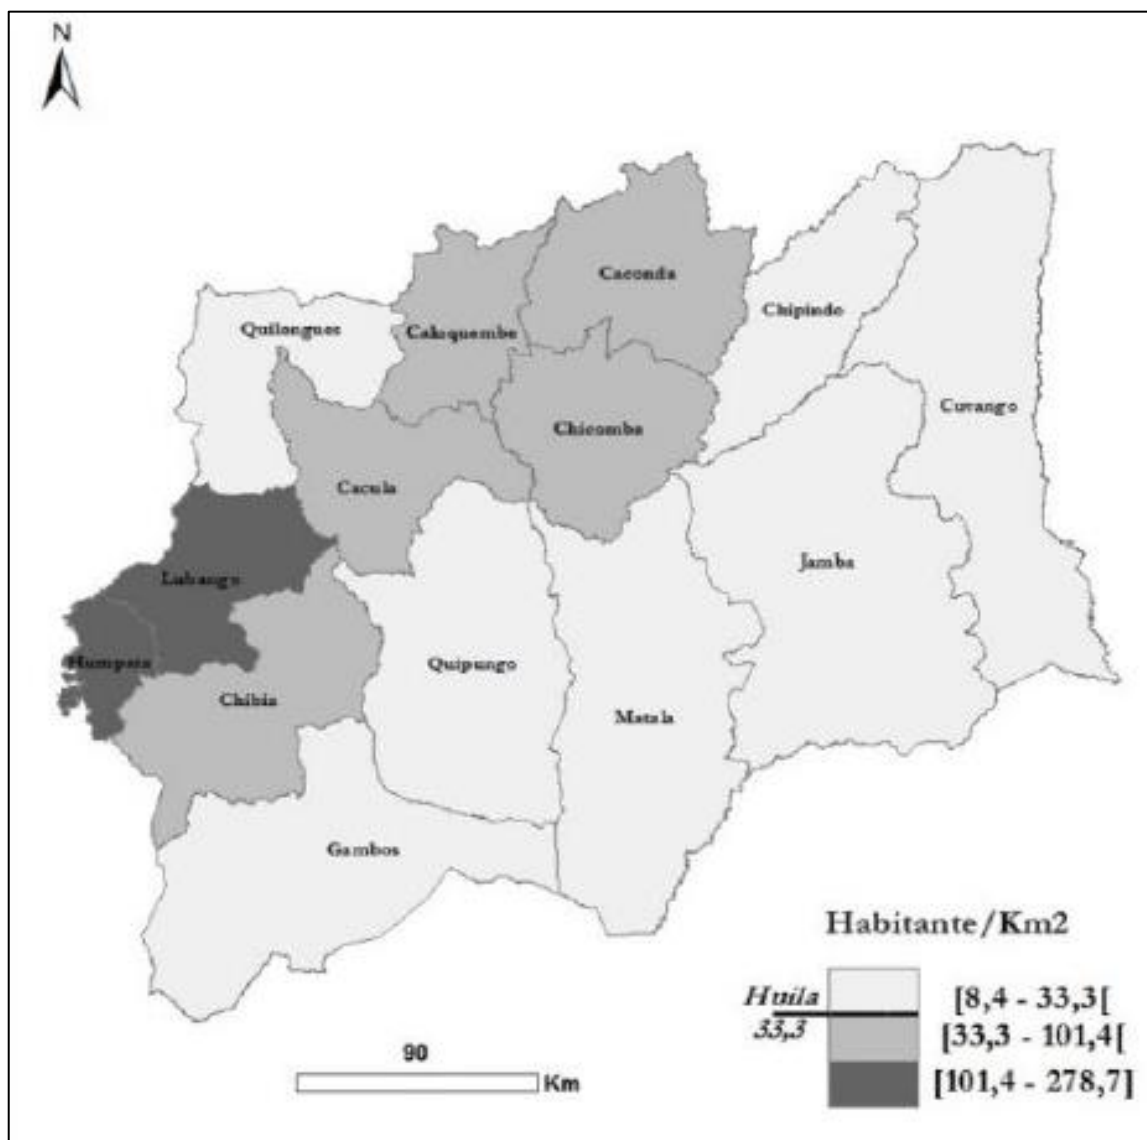 N
Caconda
Quilengues
Caluquembe
Chipindo
Cuvango
Chicomba
Cacula
Jamba
Lubango
Humpata
Quipungo
Chibia
Matala
Gambos
Habitante/Km2
Huíla
33,3
[8,4 - 33,3[
[33,3 - 101,4[
[101,4 - 278,7]
90
Km